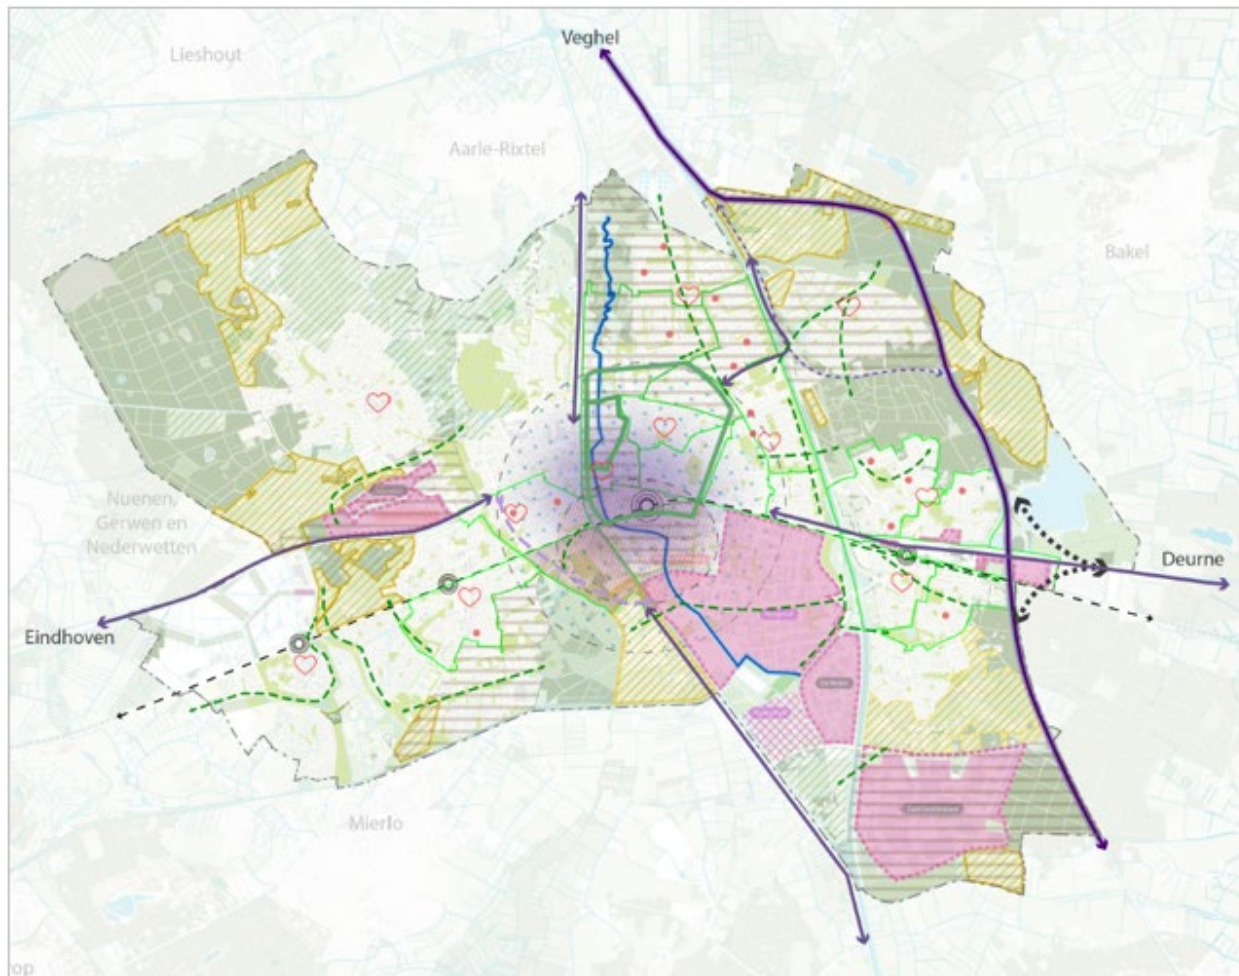 Veghel
Lieshout
Aarle-Rixtel
Bakel
Nuenen,
Gerwen en
Nederwetten
Deurne
Eindhoven
Mierlo
op